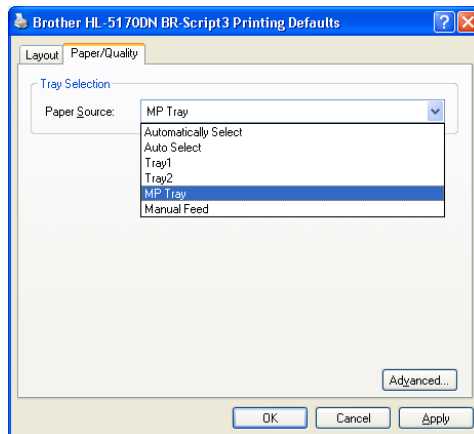 Brother HL-5170DN BR-Script3 Printing Defaults
Layout Paper/Quality
Tray Selection
Paper Source: MP Tray
Automatically Select
Auto Select
Tray1
Tray2
MP Tray
Manual Feed
Advanced...
OK Cancel Apply